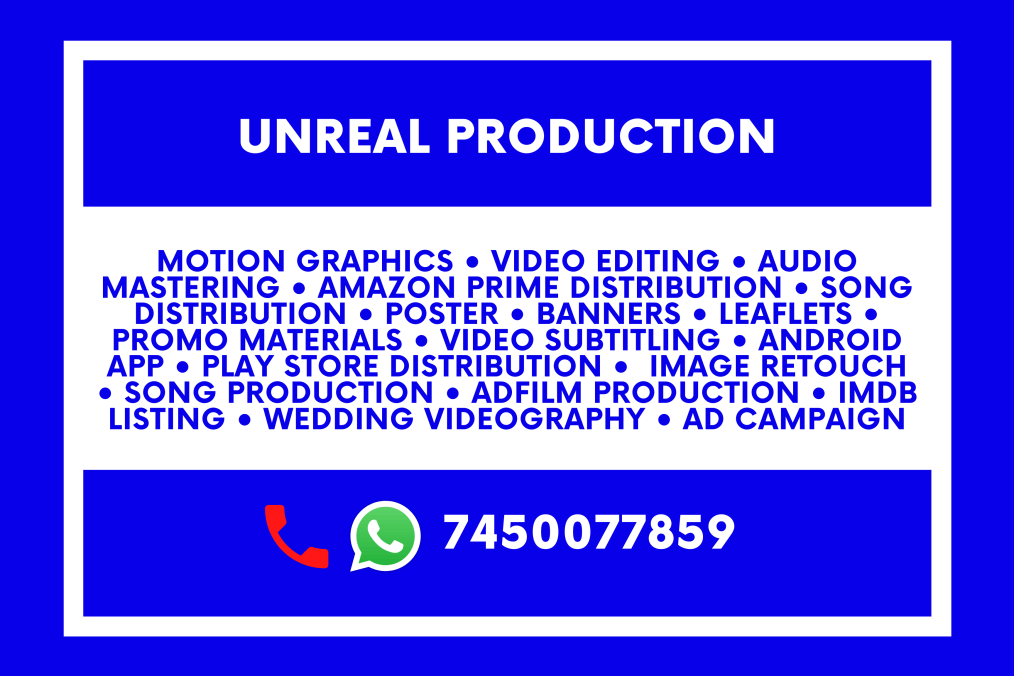 UNREAL PRODUCTION
MOTION GRAPHICS • VIDEO EDITING • AUDIO
MASTERING • AMAZON PRIME DISTRIBUTION • SONG
DISTRIBUTION • POSTER • BANNERS • LEAFLETS •
PROMO MATERIALS • VIDEO SUBTITLING • ANDROID
APP • PLAY STORE DISTRIBUTION • IMAGE RETOUCH
• SONG PRODUCTION • ADFILM PRODUCTION • IMDB
LISTING • WEDDING VIDEOGRAPHY • AD CAMPAIGN
7450077859